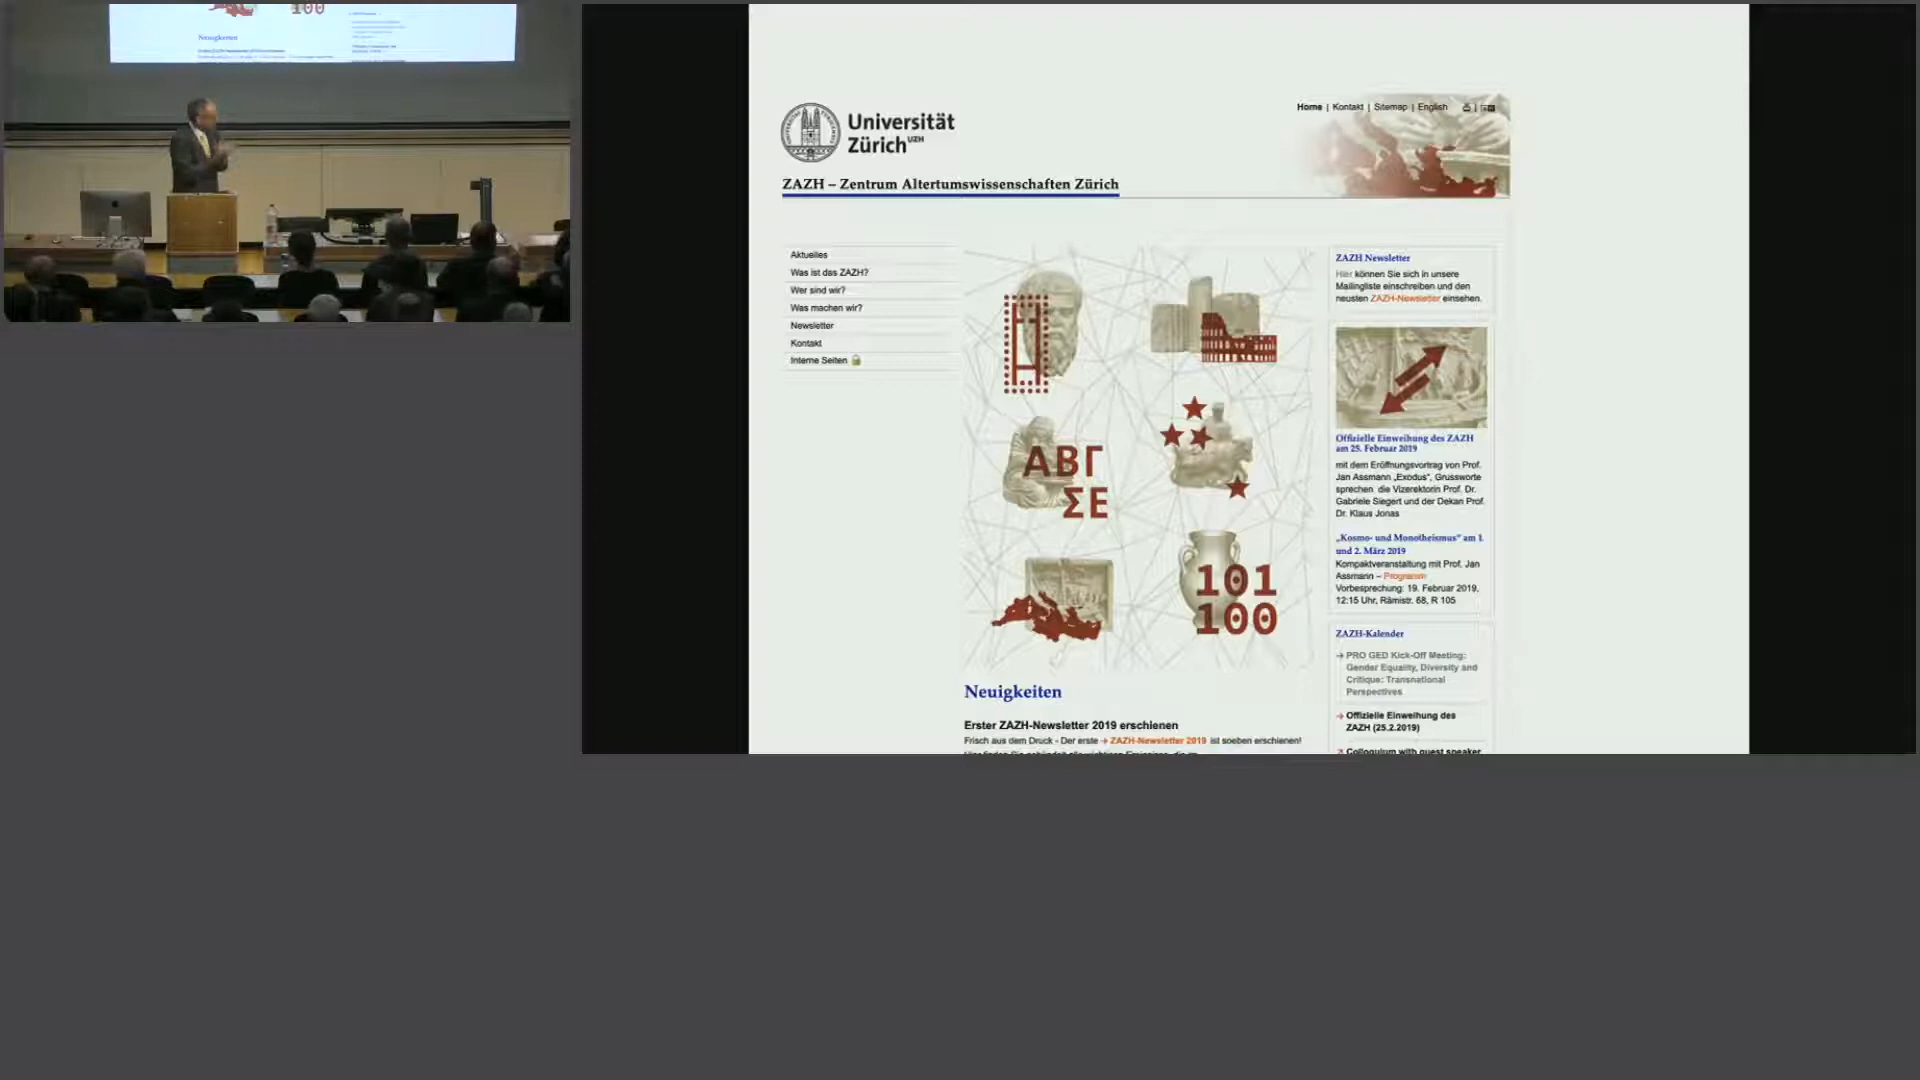 100
Neuigkeiten
Universität
Zürich UZH
Home | Kontakt | Sitemap | English
ZAZH – Zentrum Altertumswissenschaften Zürich
Aktuelles
Was ist das ZAZH?
Wer sind wir?
Was machen wir?
Newsletter
Kontakt
Interne Seiten
ΑΒΓ
ΣΕ
101
100
Neuigkeiten
Erster ZAZH-Newsletter 2019 erschienen
Frisch aus dem Druck - Der erste → ZAZH-Newsletter 2019 ist soeben erschienen!
ZAZH Newsletter
Hier können Sie sich in unsere
Mailingliste einschreiben und den
neusten ZAZH-Newsletter einsehen.
Offizielle Einweihung des ZAZH
am 25. Februar 2019
mit dem Eröffnungsvortrag von Prof.
Jan Assmann „Exodus“, Grussworte
sprechen die Vizerektorin Prof. Dr.
Gabriele Siegert und der Dekan Prof.
Dr. Klaus Jonas
„Kosmo- und Monotheismus“ am 1.
und 2. März 2019
Kompaktveranstaltung mit Prof. Jan
Assmann – Programm
Vorbesprechung: 19. Februar 2019,
12:15 Uhr, Rämistr. 68, R 105
ZAZH-Kalender
→ PRO GED Kick-Off Meeting:
Gender Equality, Diversity and
Critique: Transnational
Perspectives
→ Offizielle Einweihung des
ZAZH (25.2.2019)
Colloquium with guest speaker